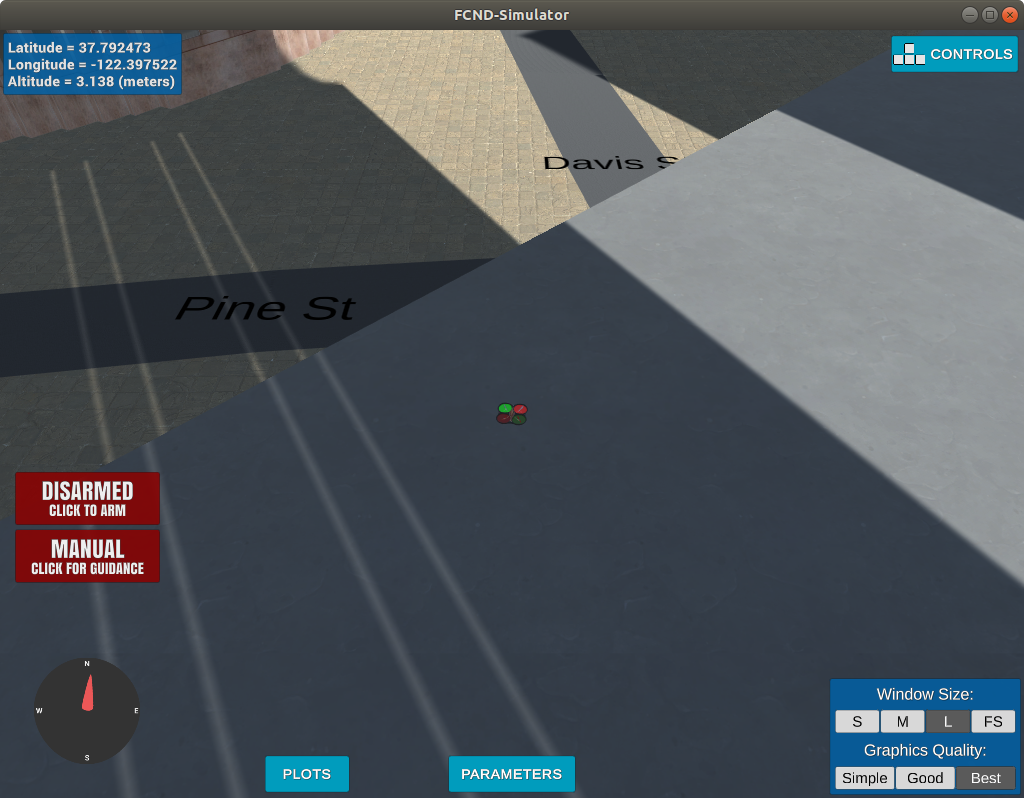 FCND-Simulator
Latitude = 37.792473
Longitude = -122.397522
Altitude = 3.138 (meters)
CONTROLS
Davis S
Pine St
DISARMED
CLICK TO ARM
MANUAL
CLICK FOR GUIDANCE
N
W E
S
PLOTS
PARAMETERS
Window Size:
S M L FS
Graphics Quality:
Simple Good Best